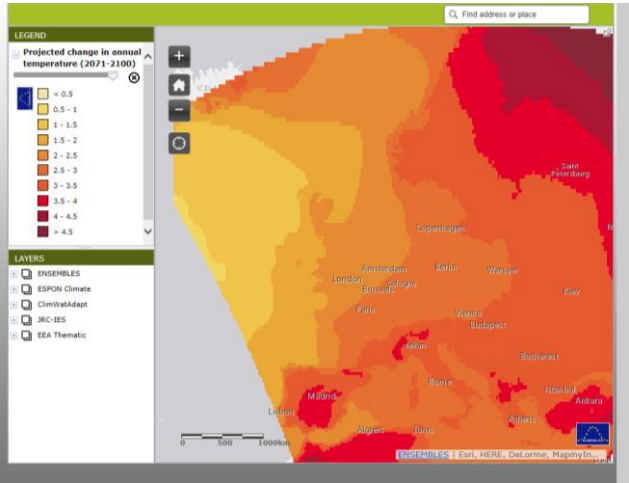 Find address or place
LEGEND
Projected change in annual
temperature (2071-2100)
< 0.5
0.5 - 1
1 - 1.5
1.5 - 2
2 - 2.5
2.5 - 3
3 - 3.5
3.5 - 4
4 - 4.5
> 4.5
LAYERS
ENSEMBLES
ESPON Climate
ClimWatAdapt
JRC-IES
EEA Thematic
Saint
Petersburg
Copenhagen
Amsterdam
Berlin
Warsaw
London
Brussels
Cologne
Kiev
Paris
Vienna
Budapest
Milan
Bucharest
Rome
Istanbul
Madrid
Ankara
Lisbon
Athens
Algiers
Tunis
0 500 1000km
ENSEMBLES | Esri, HERE, DeLorme, MapmyIn...